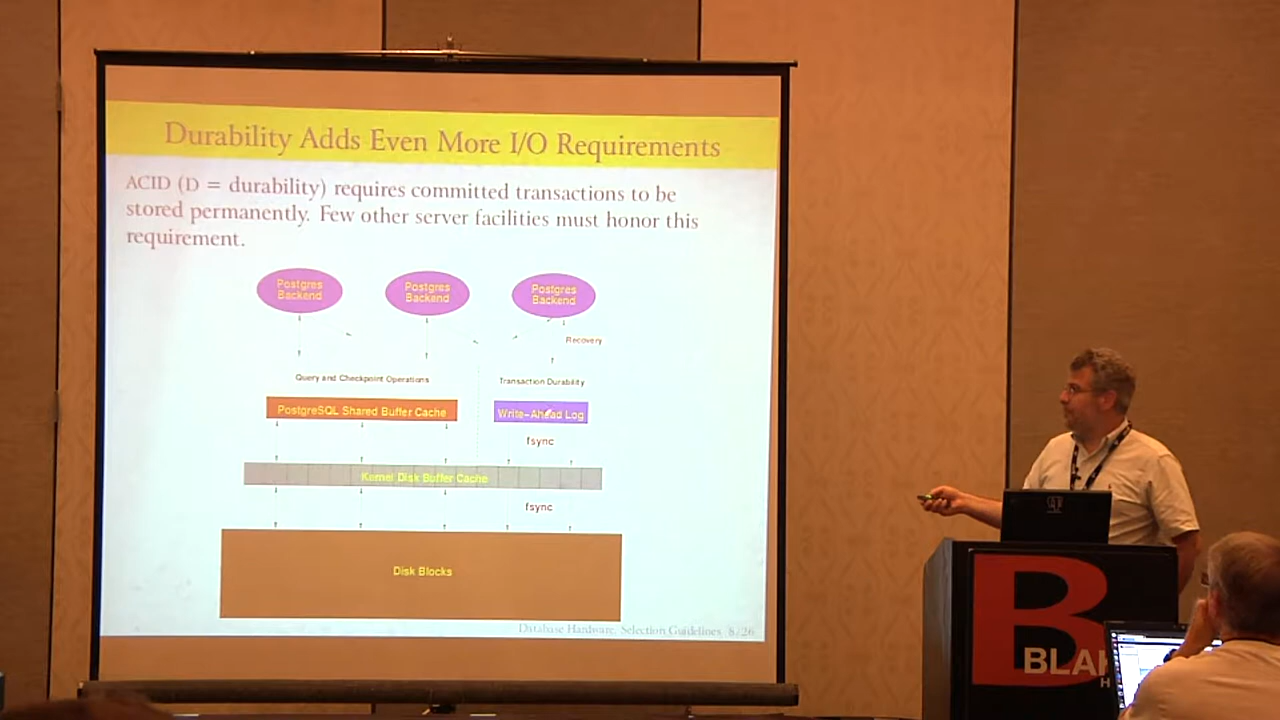 Durability Adds Even More I/O Requirements
ACID (D = durability) requires committed transactions to be
stored permanently. Few other server facilities must honor this
requirement.
Postgres
Backend
Postgres
Backend
Postgres
Backend
Recovery
Query and Checkpoint Operations
Transaction Durability
PostgreSQL Shared Buffer Cache
Write-Ahead Log
fsync
Kernel Disk Buffer Cache
fsync
Disk Blocks
Database Hardware, Selection Guidelines 8/26
B
BLA
H